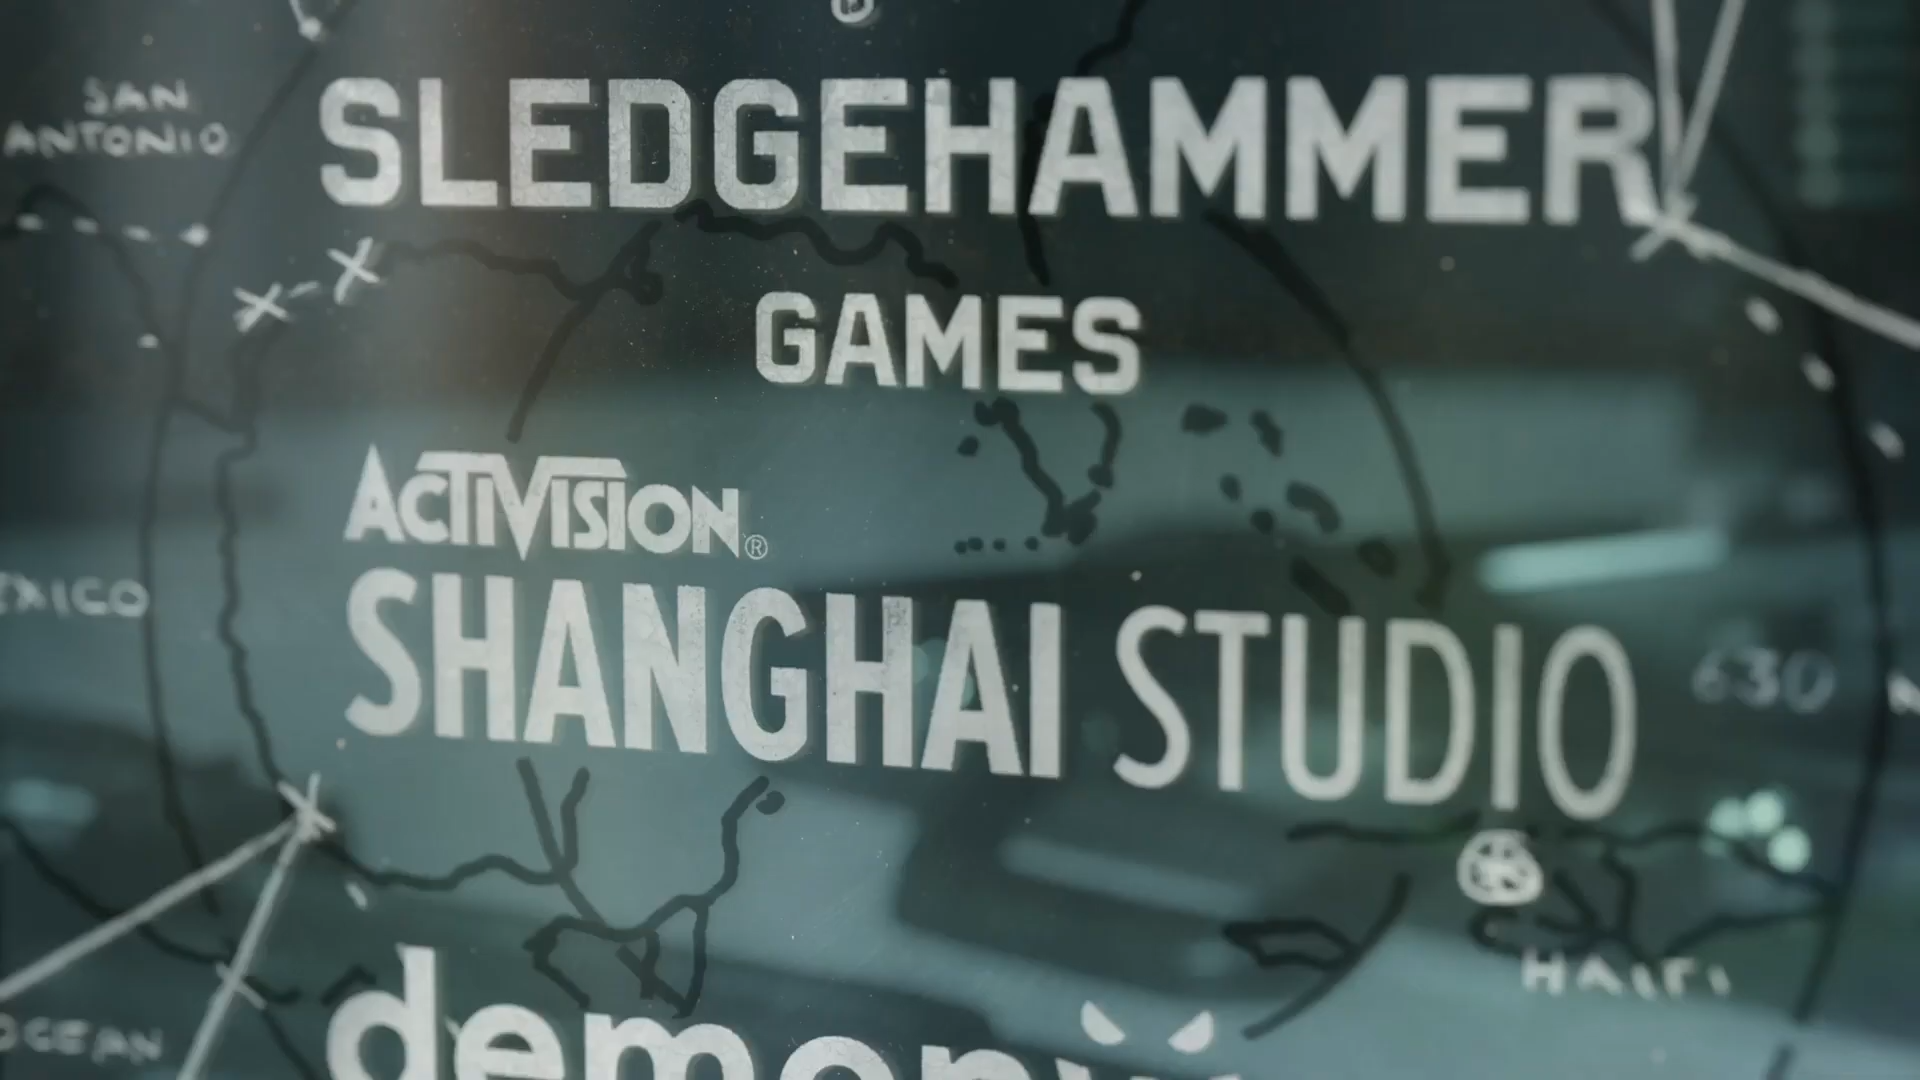 SAN
ANTONIO
SLEDGEHAMMER
GAMES
ACTIVISION®
SHANGHAI STUDIO
630
HAITI
OCEAN